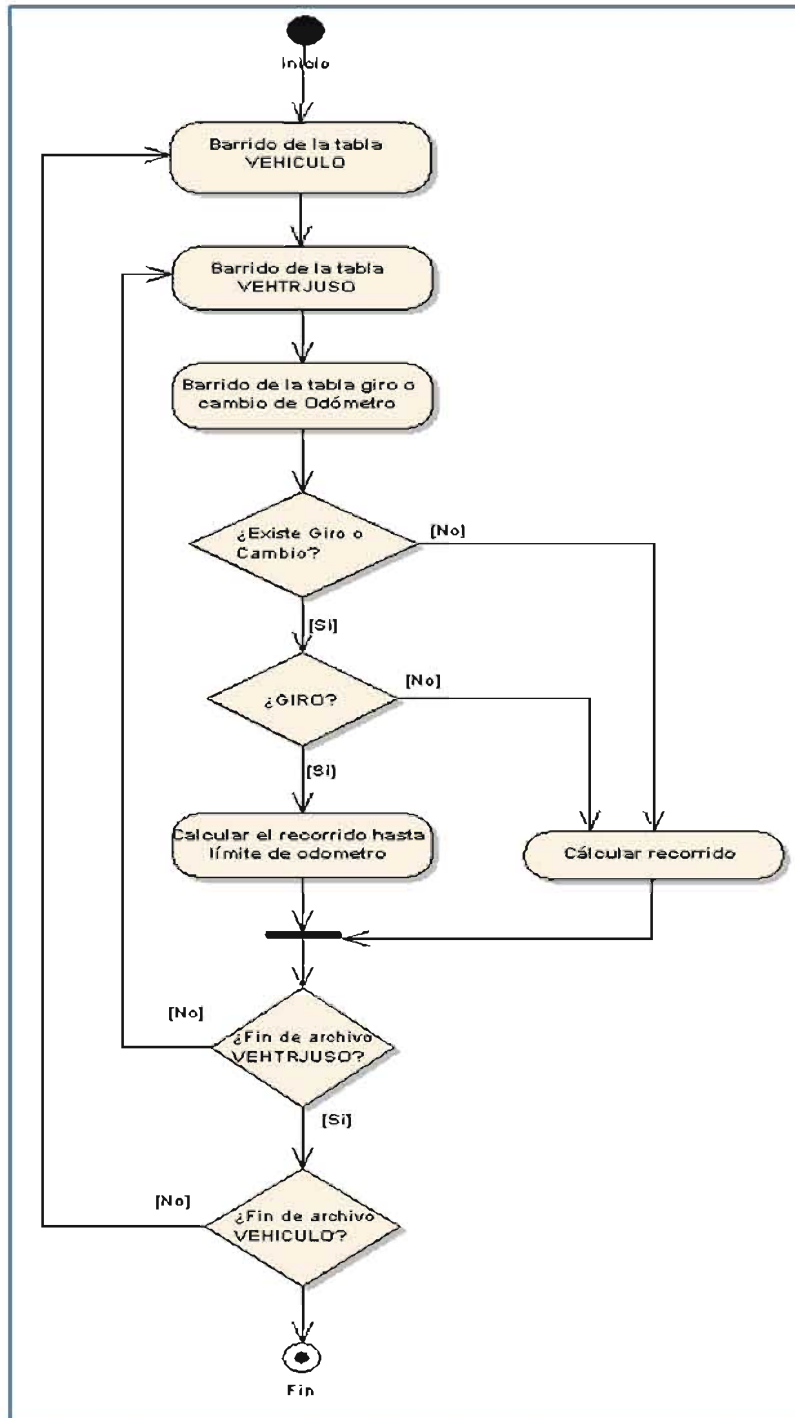 Inicio
Barrido de la tabla
VEHICULO
Barrido de la tabla
VEHTRJUSO
Barrido de la tabla giro o
cambio de Odómetro
¿Existe Giro o
Cambio?
[No]
[Si]
¿GIRO?
[No]
[Si]
Calcular el recorrido hasta
límite de odometro
Cálcular recorrido
[No]
¿Fin de archivo
VEHTRJUSO?
[Si]
[No]
¿Fin de archivo
VEHICULO?
Fin